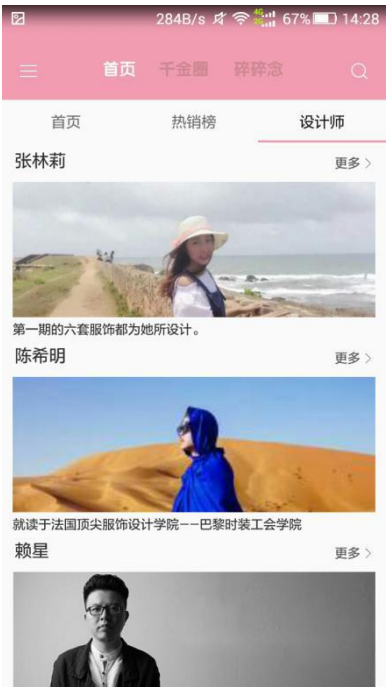 284B/s 4G 67% 14:28
首页 千金圈 碎碎念
首页 热销榜 设计师
张林莉 更多
第一期的六套服饰都为她所设计。
陈希明 更多
就读于法国顶尖服饰设计学院——巴黎时装工会学院
赖星 更多